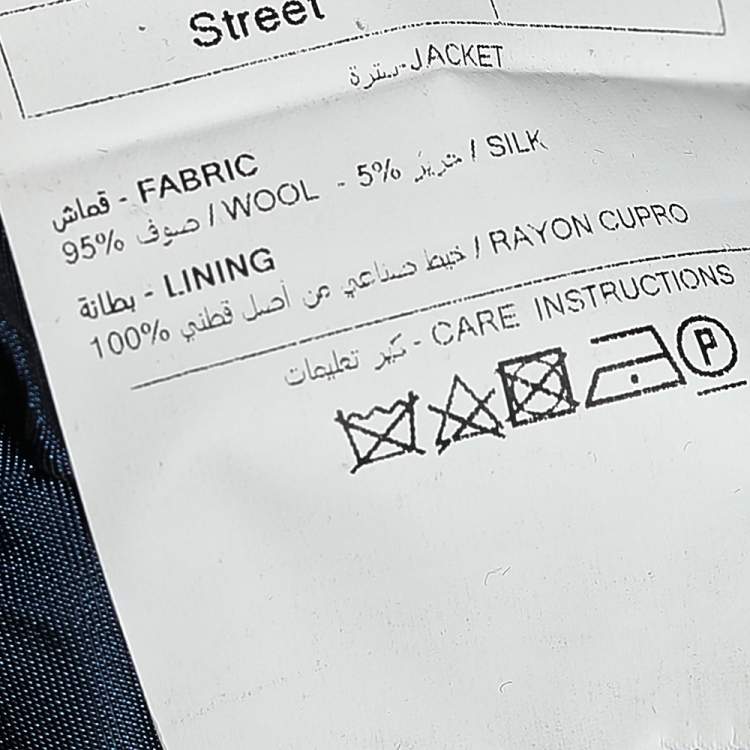 Street
سترة-JACKET
قماش - FABRIC
95% صوف / WOOL - 5% حرير / SILK
بطانة - LINING
100% خيط صناعي من أصل قطني / RAYON CUPRO
كير تعليمات - CARE INSTRUCTIONS
P